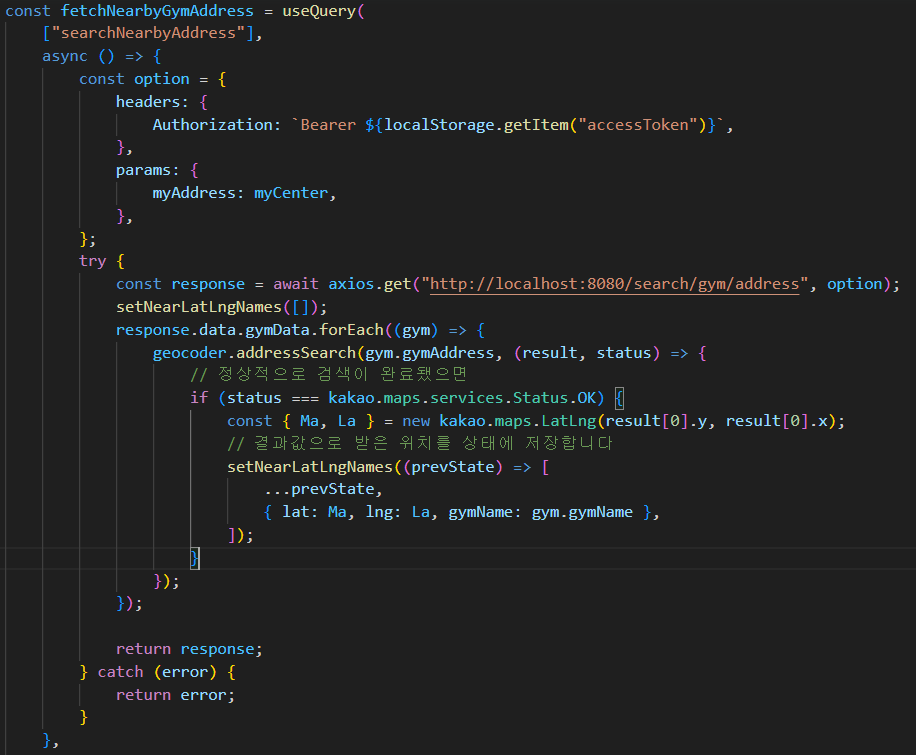 const fetchNearbyGymAddress = useQuery(
["searchNearbyAddress"],
async () => {
const option = {
headers: {
Authorization: `Bearer ${localStorage.getItem("accessToken")}`,
},
params: {
myAddress: myCenter,
},
};
try {
const response = await axios.get("http://localhost:8080/search/gym/address", option);
setNearLatLngNames([]);
response.data.gymData.forEach((gym) => {
geocoder.addressSearch(gym.gymAddress, (result, status) => {
// 정상적으로 검색이 완료됐으면
if (status === kakao.maps.services.Status.OK) {
const { Ma, La } = new kakao.maps.LatLng(result[0].y, result[0].x);
// 결과값으로 받은 위치를 상태에 저장합니다
setNearLatLngNames((prevState) => [
...prevState,
{ lat: Ma, lng: La, gymName: gym.gymName },
]);
}
});
});
return response;
} catch (error) {
return error;
}
},